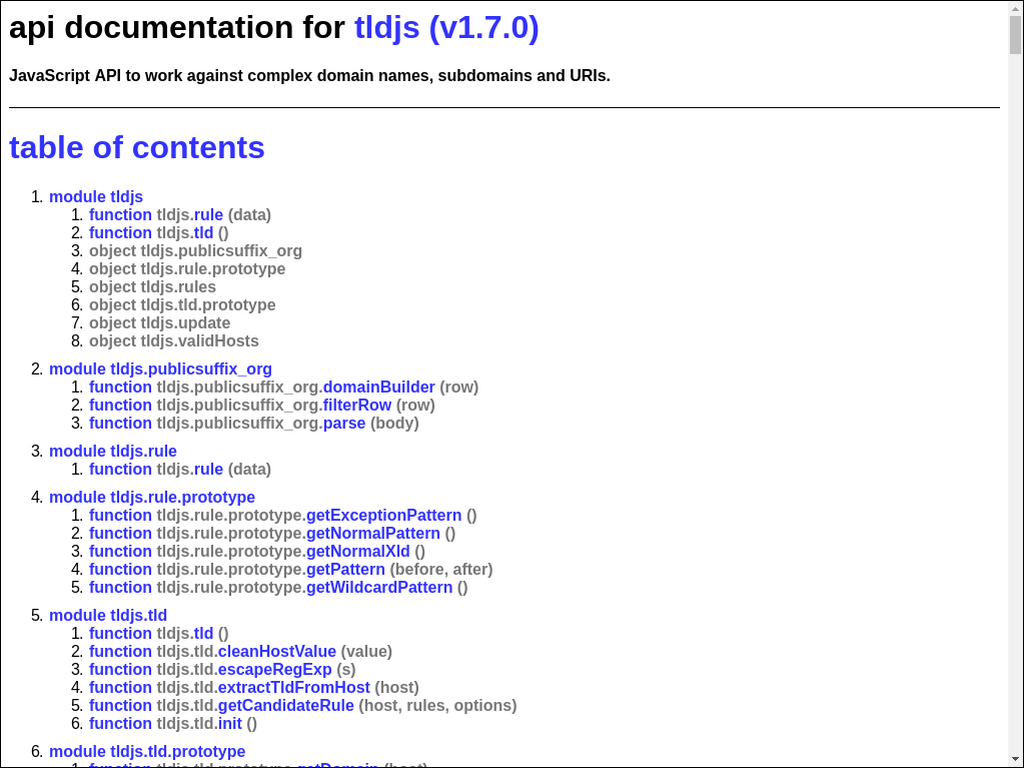 api documentation for tldjs (v1.7.0)
JavaScript API to work against complex domain names, subdomains and URIs.
table of contents
1. module tldjs
1. function tldjs.rule (data)
2. function tldjs.tld ()
3. object tldjs.publicsuffix_org
4. object tldjs.rule.prototype
5. object tldjs.rules
6. object tldjs.tld.prototype
7. object tldjs.update
8. object tldjs.validHosts
2. module tldjs.publicsuffix_org
1. function tldjs.publicsuffix_org.domainBuilder (row)
2. function tldjs.publicsuffix_org.filterRow (row)
3. function tldjs.publicsuffix_org.parse (body)
3. module tldjs.rule
1. function tldjs.rule (data)
4. module tldjs.rule.prototype
1. function tldjs.rule.prototype.getExceptionPattern ()
2. function tldjs.rule.prototype.getNormalPattern ()
3. function tldjs.rule.prototype.getNormalXld ()
4. function tldjs.rule.prototype.getPattern (before, after)
5. function tldjs.rule.prototype.getWildcardPattern ()
5. module tldjs.tld
1. function tldjs.tld ()
2. function tldjs.tld.cleanHostValue (value)
3. function tldjs.tld.escapeRegExp (s)
4. function tldjs.tld.extractTldFromHost (host)
5. function tldjs.tld.getCandidateRule (host, rules, options)
6. function tldjs.tld.init ()
6. module tldjs.tld.prototype
1. function tldjs.tld.prototype.getDomain (host)